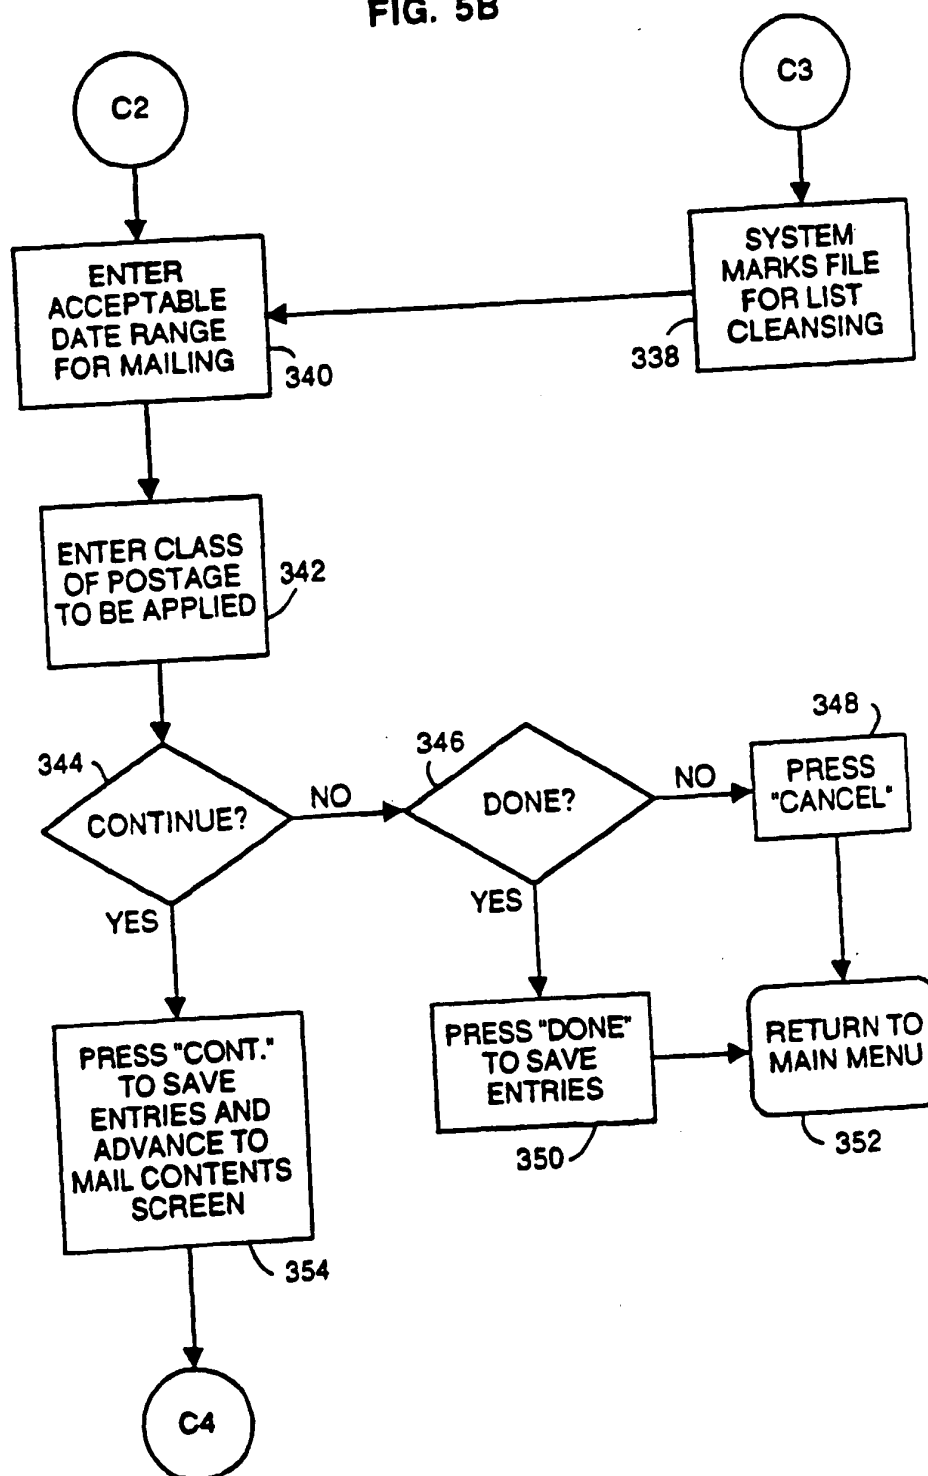 FIG. 5B
C2
C3
SYSTEM
MARKS FILE
FOR LIST
CLEANSING
338
ENTER
ACCEPTABLE
DATE RANGE
FOR MAILING
340
ENTER CLASS
OF POSTAGE
TO BE APPLIED
342
344
CONTINUE?
NO
YES
346
DONE?
NO
YES
348
PRESS
"CANCEL"
PRESS "CONT."
TO SAVE
ENTRIES AND
ADVANCE TO
MAIL CONTENTS
SCREEN
354
PRESS "DONE"
TO SAVE
ENTRIES
350
RETURN TO
MAIN MENU
352
C4